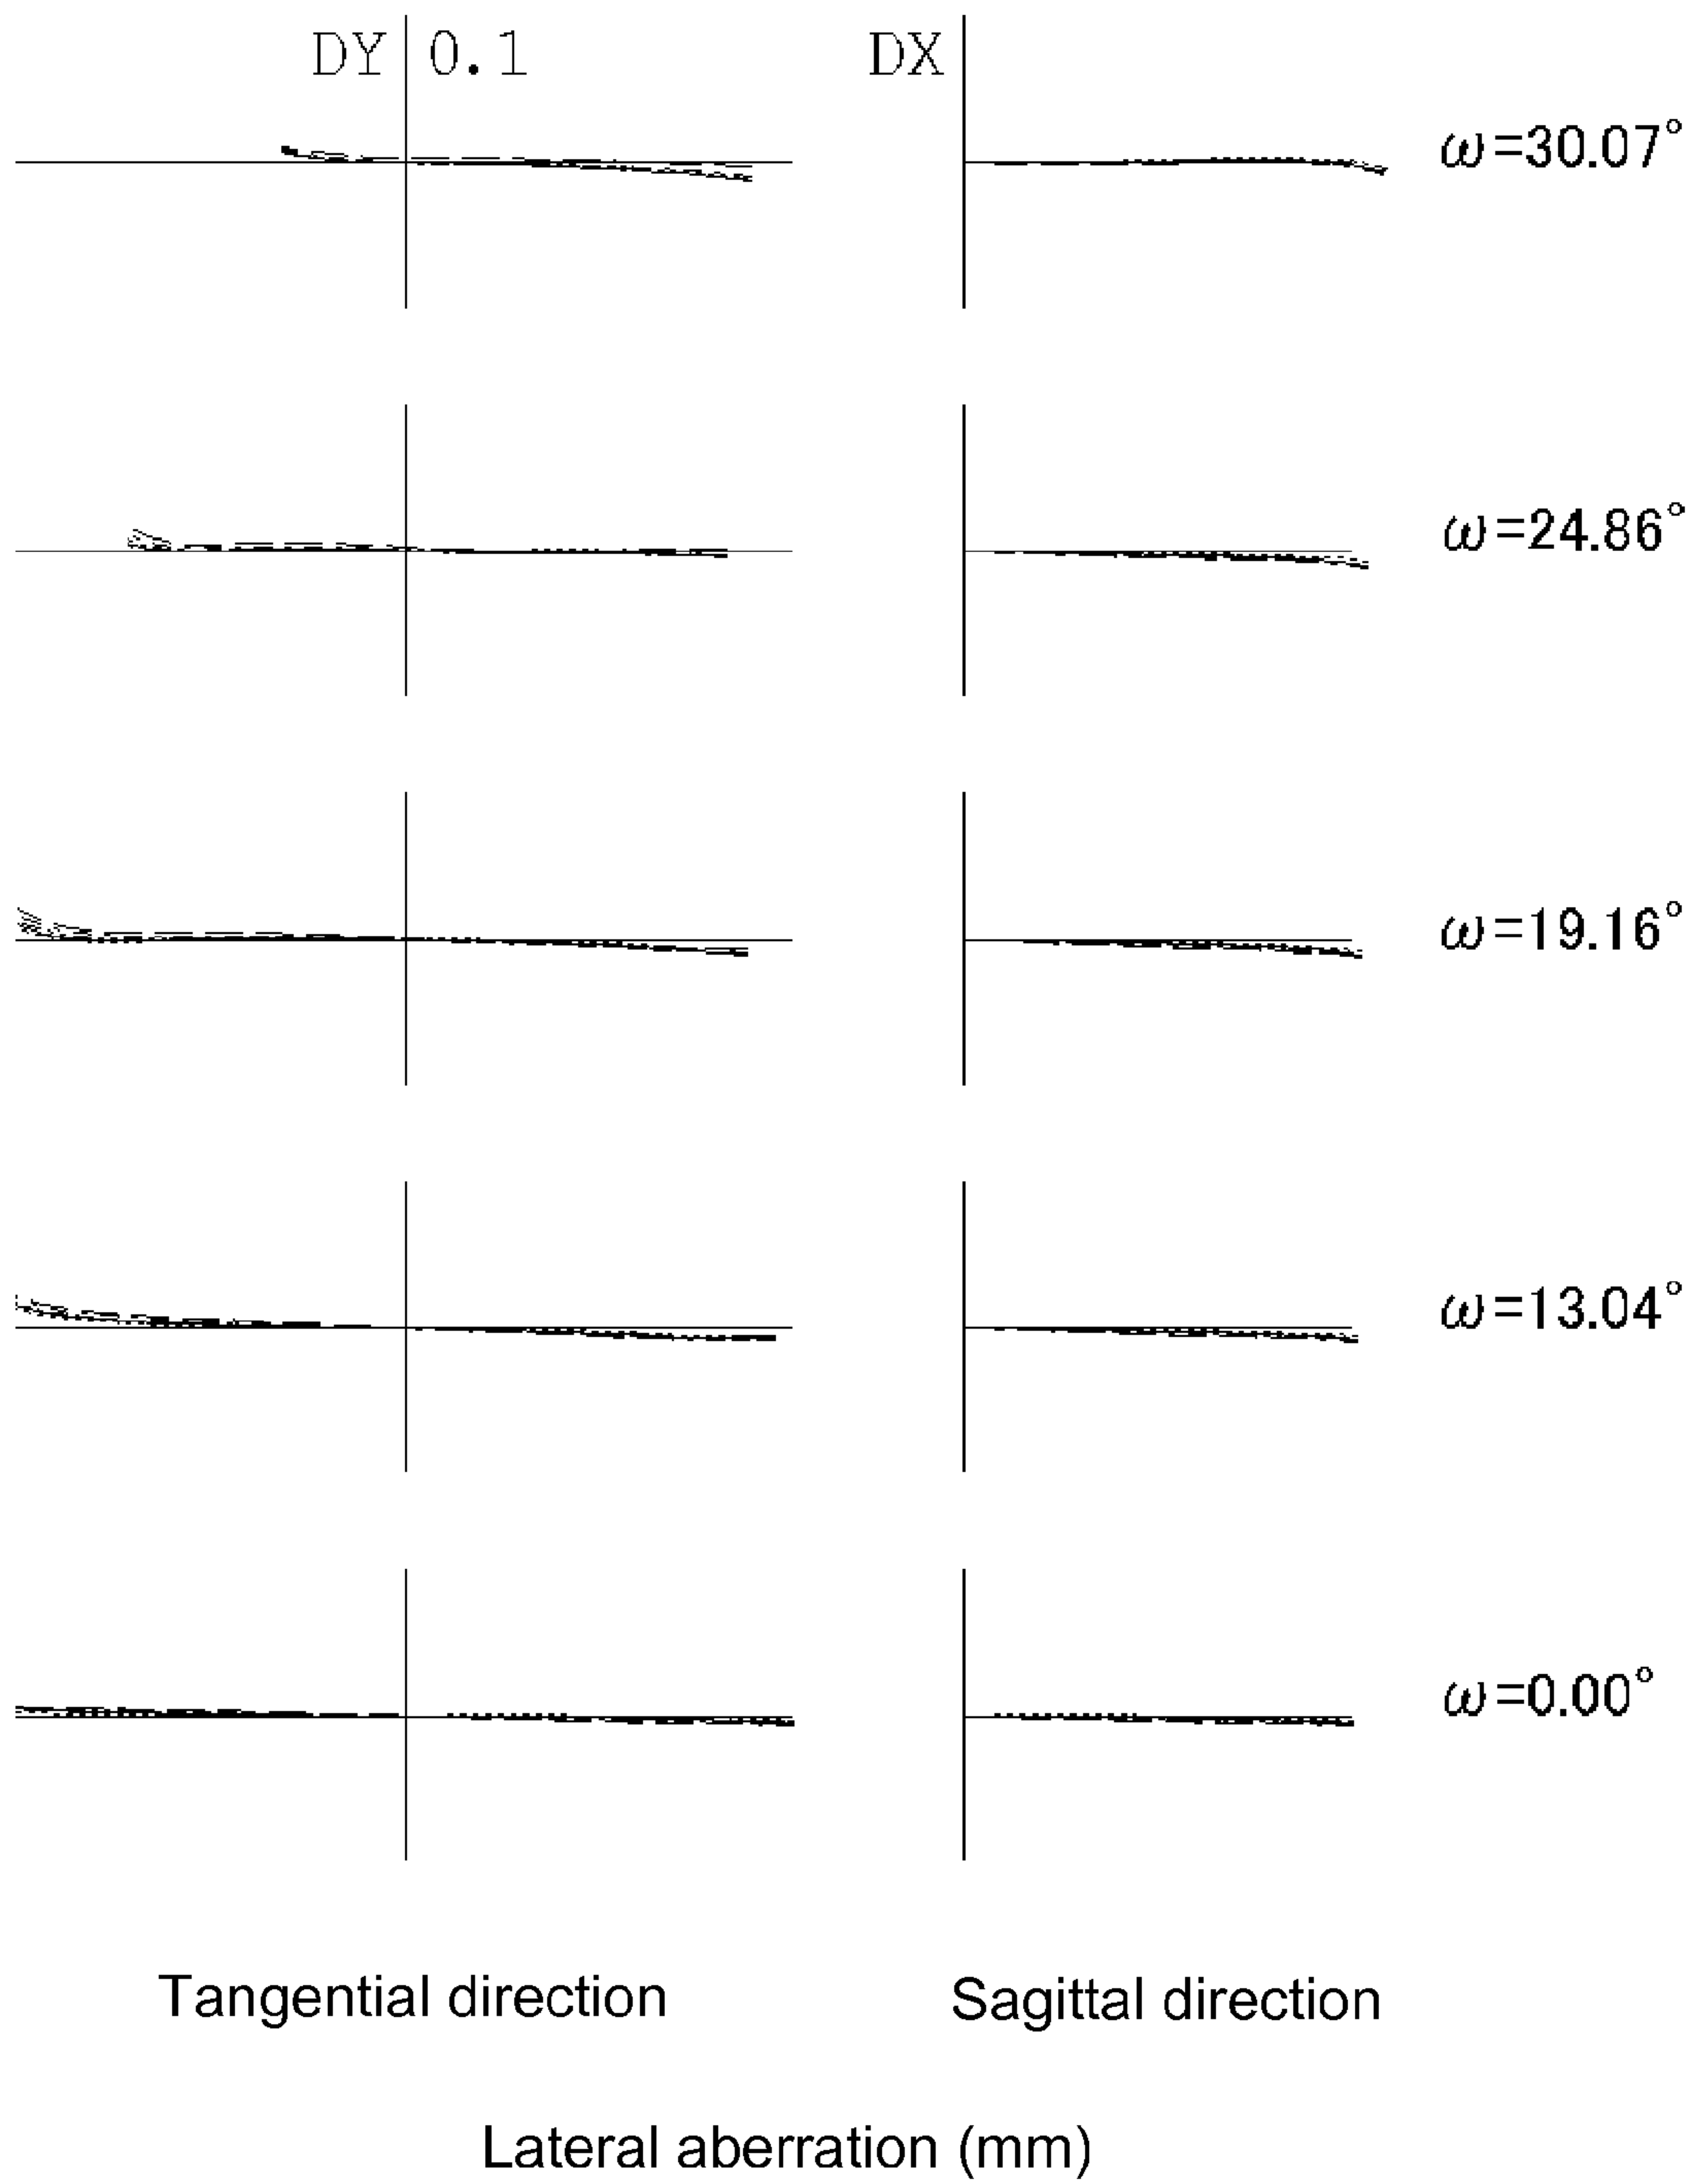 DY 0.1 DX
ω=30.07°
ω=24.86°
ω=19.16°
ω=13.04°
ω=0.00°
Tangential direction Sagittal direction
Lateral aberration (mm)